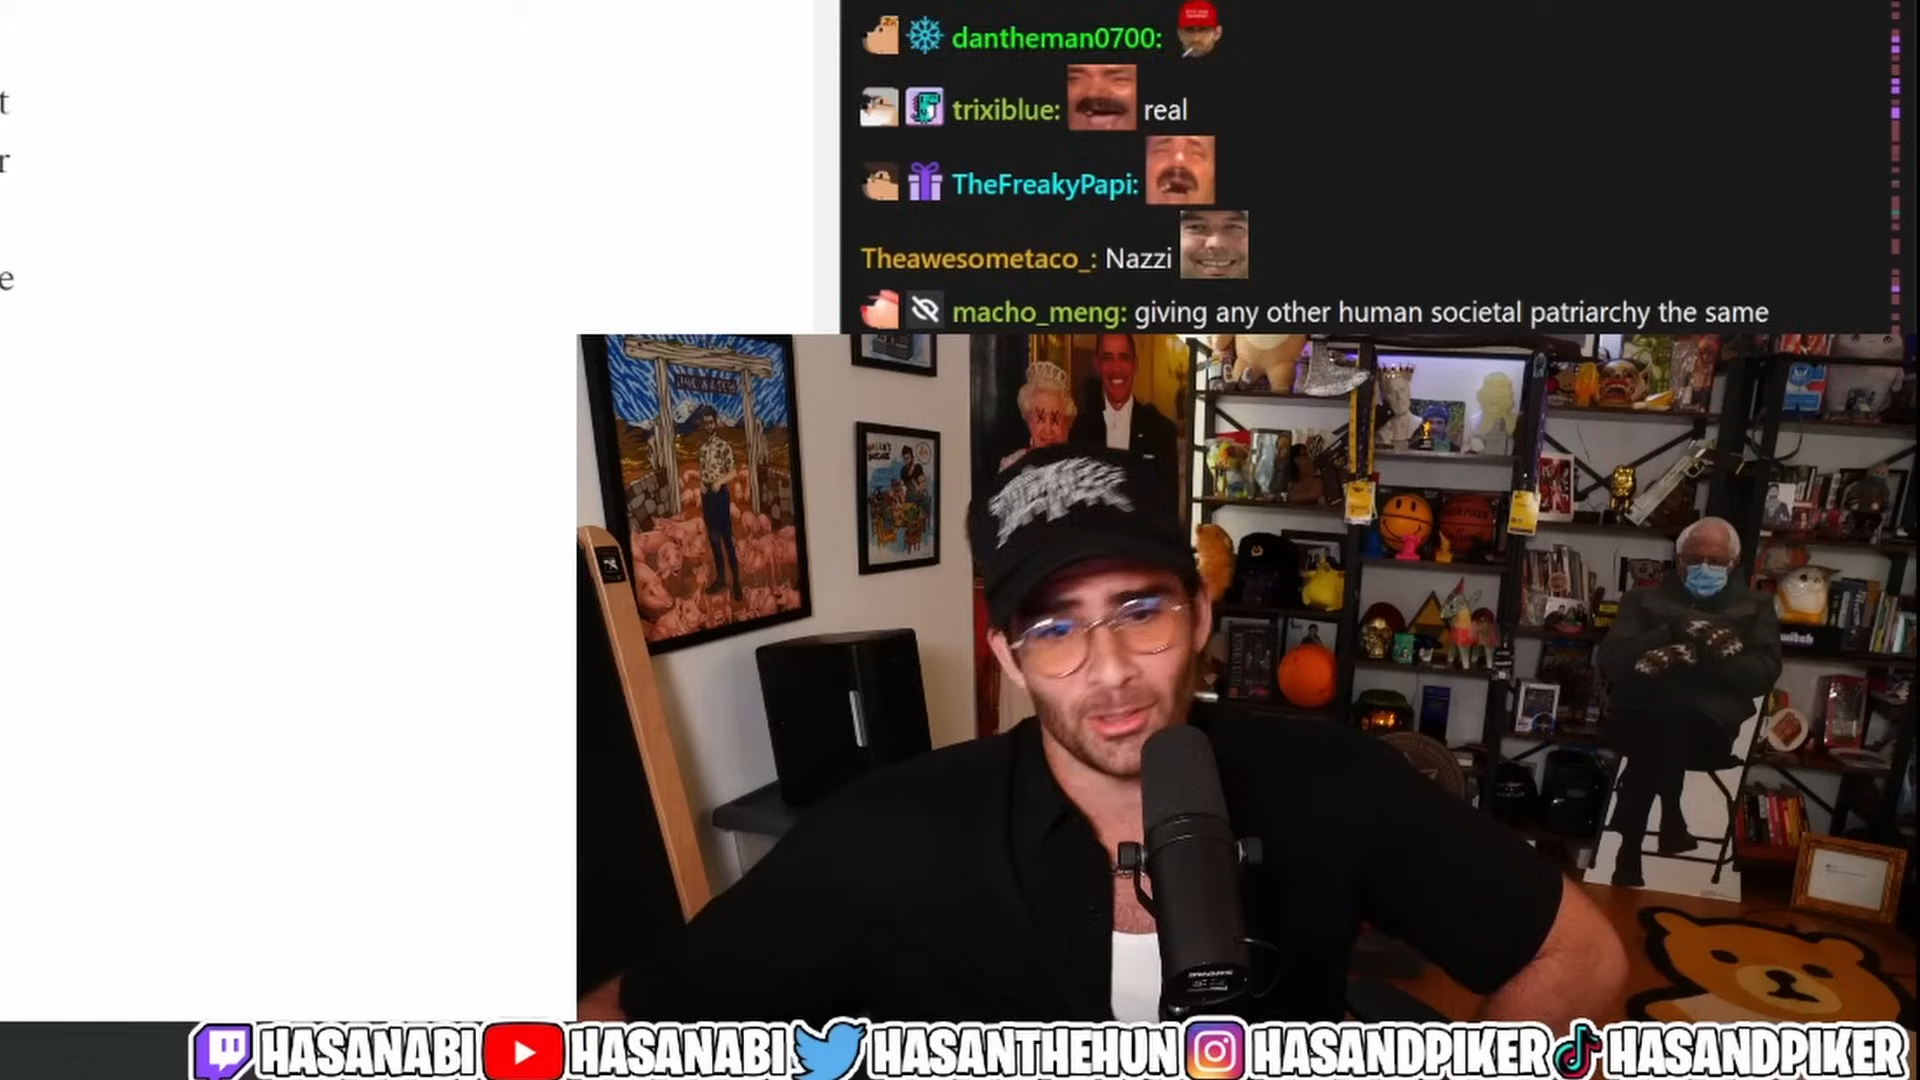 t
r
e
dantheman0700:
trixiblue: real
TheFreakyPapi:
Theawesometaco_: Nazzi
macho_meng: giving any other human societal patriarchy the same
HASANABI HASANABI HASANTHEHUN HASANDPIKER HASANDPIKER